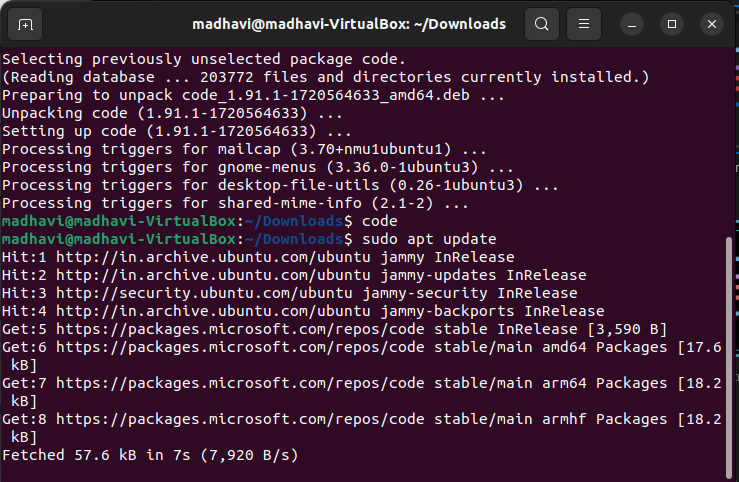 madhavi@madhavi-VirtualBox: ~/Downloads
Selecting previously unselected package code.
(Reading database ... 203772 files and directories currently installed.)
Preparing to unpack code_1.91.1-1720564633_amd64.deb ...
Unpacking code (1.91.1-1720564633) ...
Setting up code (1.91.1-1720564633) ...
Processing triggers for mailcap (3.70+nmu1ubuntu1) ...
Processing triggers for gnome-menus (3.36.0-1ubuntu3) ...
Processing triggers for desktop-file-utils (0.26-1ubuntu3) ...
Processing triggers for shared-mime-info (2.1-2) ...
madhavi@madhavi-VirtualBox:~/Downloads$ code
madhavi@madhavi-VirtualBox:~/Downloads$ sudo apt update
Hit:1 http://in.archive.ubuntu.com/ubuntu jammy InRelease
Hit:2 http://in.archive.ubuntu.com/ubuntu jammy-updates InRelease
Hit:3 http://security.ubuntu.com/ubuntu jammy-security InRelease
Hit:4 http://in.archive.ubuntu.com/ubuntu jammy-backports InRelease
Get:5 https://packages.microsoft.com/repos/code stable InRelease [3,590 B]
Get:6 https://packages.microsoft.com/repos/code stable/main amd64 Packages [17.6
 kB]
Get:7 https://packages.microsoft.com/repos/code stable/main arm64 Packages [18.2
 kB]
Get:8 https://packages.microsoft.com/repos/code stable/main armhf Packages [18.2
 kB]
Fetched 57.6 kB in 7s (7,920 B/s)